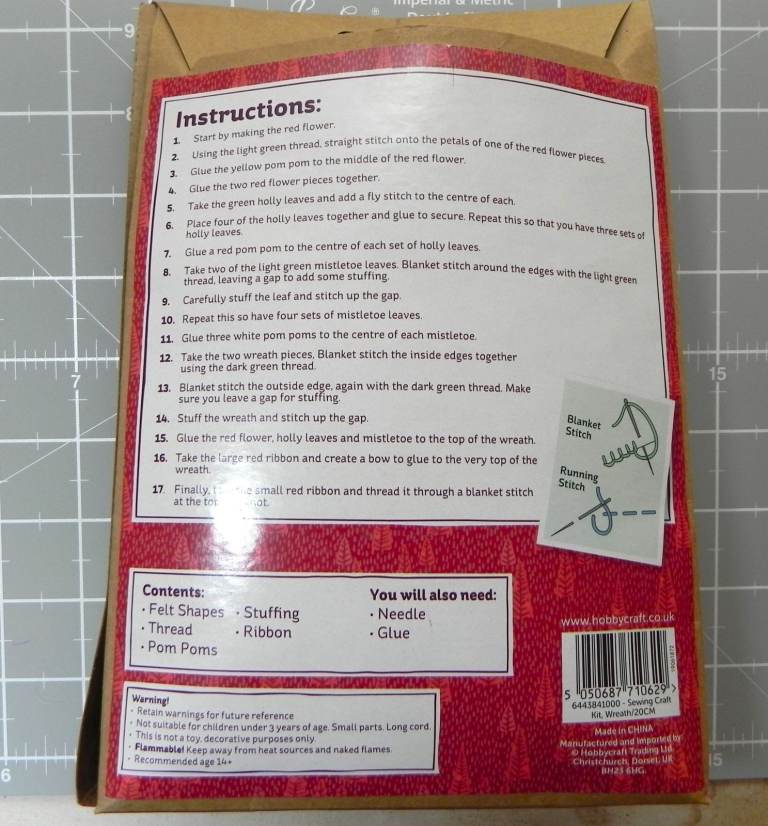 Imperial & Metric
9
8
7
6
15
5
Instructions:
1. Start by making the red flower.
2. Using the light green thread, straight stitch onto the petals of one of the red flower pieces.
3. Glue the yellow pom pom to the middle of the red flower.
4. Glue the two red flower pieces together.
5. Take the green holly leaves and add a fly stitch to the centre of each.
6. Place four of the holly leaves together and glue to secure. Repeat this so that you have three sets of
holly leaves.
7. Glue a red pom pom to the centre of each set of holly leaves.
8. Take two of the light green mistletoe leaves. Blanket stitch around the edges with the light green
thread, leaving a gap to add some stuffing.
9. Carefully stuff the leaf and stitch up the gap.
10. Repeat this so have four sets of mistletoe leaves.
11. Glue three white pom poms to the centre of each mistletoe.
12. Take the two wreath pieces, Blanket stitch the inside edges together
using the dark green thread.
13. Blanket stitch the outside edge, again with the dark green thread. Make
sure you leave a gap for stuffing.
14. Stuff the wreath and stitch up the gap.
15. Glue the red flower, holly leaves and mistletoe to the top of the wreath.
16. Take the large red ribbon and create a bow to glue to the very top of the
wreath.
17. Finally, small red ribbon and thread it through a blanket stitch
at the
Blanket
Stitch
Running
Stitch
Contents:
• Felt Shapes • Stuffing
• Thread • Ribbon
• Pom Poms
You will also need:
• Needle
• Glue
Warning!
• Retain warnings for future reference
• Not suitable for children under 3 years of age. Small parts. Long cord.
• This is not a toy, decorative purposes only.
• Flammable! Keep away from heat sources and naked flames.
• Recommended age 14+
www.hobbycraft.co.uk
5 050687 710629 >
6443841000 - Sewing Craft
Kit, Wreath/20CM
Made in CHINA
Manufactured and Imported by
© Hobbycraft Trading Ltd
Christchurch, Dorset, UK
BH23 6HG.